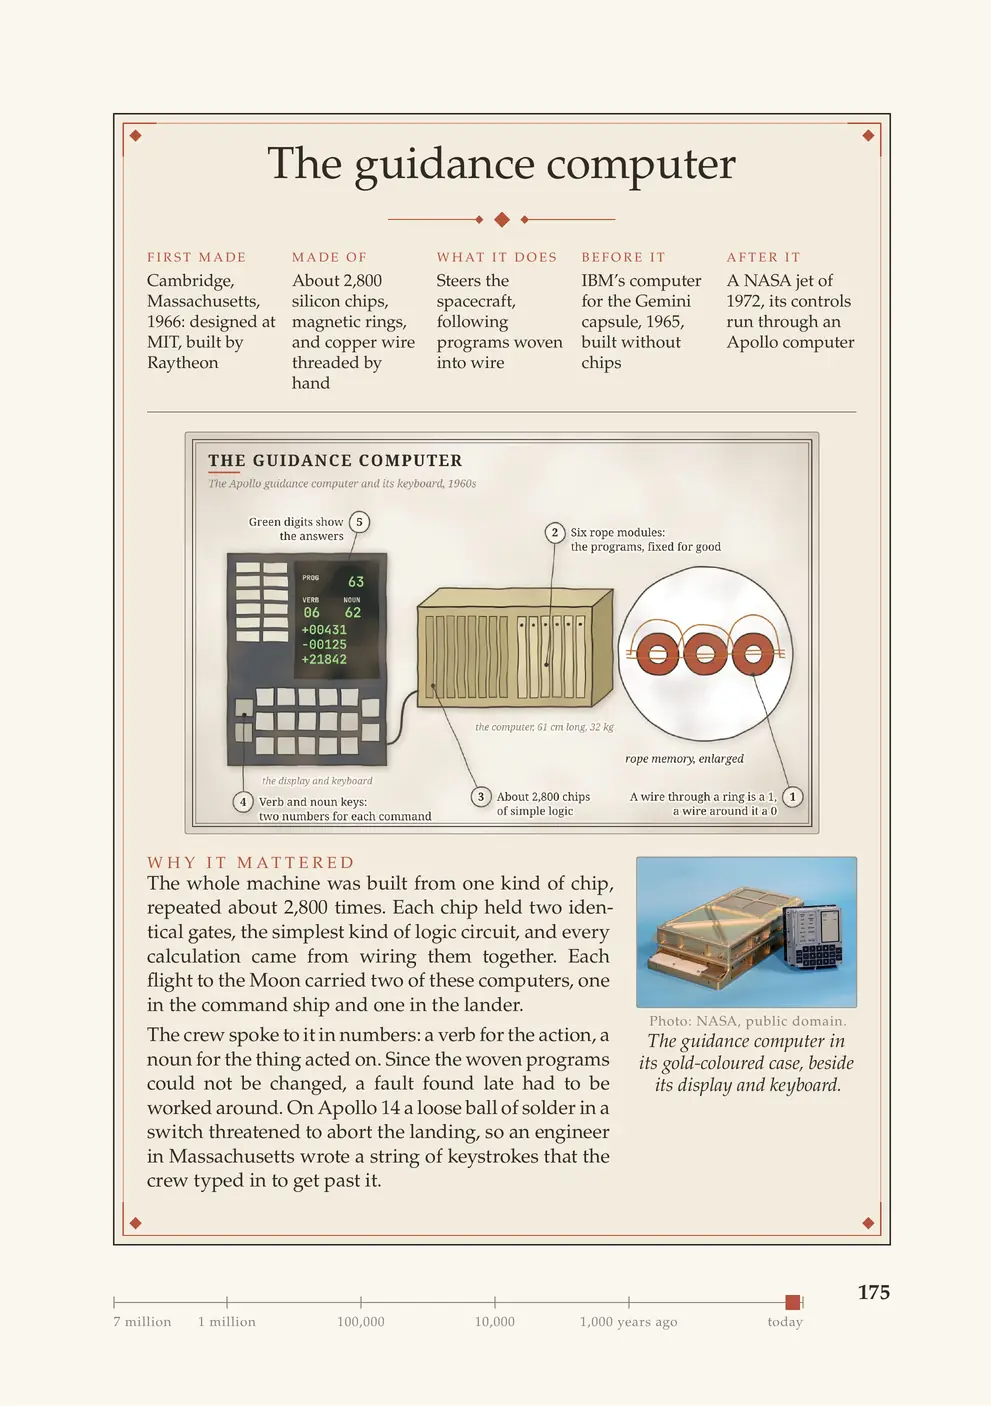 The guidance computer
FIRST MADE
Cambridge,
Massachusetts,
1966: designed at
MIT, built by
Raytheon
MADE OF
About 2,800
silicon chips,
magnetic rings,
and copper wire
threaded by
hand
WHAT IT DOES
Steers the
spacecraft,
following
programs woven
into wire
BEFORE IT
IBM’s computer
for the Gemini
capsule, 1965,
built without
chips
AFTER IT
A NASA jet of
1972, its controls
run through an
Apollo computer
THE GUIDANCE COMPUTER
The Apollo guidance computer and its keyboard, 1960s
Green digits show
the answers
5
2
Six rope modules:
the programs, fixed for good
PROG
63
VERB NOUN
06 62
+00431
-00125
+21842
the computer, 61 cm long, 32 kg
rope memory, enlarged
the display and keyboard
4
Verb and noun keys:
two numbers for each command
3
About 2,800 chips
of simple logic
A wire through a ring is a 1,
a wire around it a 0
1
WHY IT MATTERED
The whole machine was built from one kind of chip,
repeated about 2,800 times. Each chip held two iden-
tical gates, the simplest kind of logic circuit, and every
calculation came from wiring them together. Each
flight to the Moon carried two of these computers, one
in the command ship and one in the lander.
The crew spoke to it in numbers: a verb for the action, a
noun for the thing acted on. Since the woven programs
could not be changed, a fault found late had to be
worked around. On Apollo 14 a loose ball of solder in a
switch threatened to abort the landing, so an engineer
in Massachusetts wrote a string of keystrokes that the
crew typed in to get past it.
Photo: NASA, public domain.
The guidance computer in
its gold-coloured case, beside
its display and keyboard.
175
7 million
1 million
100,000
10,000
1,000 years ago
today